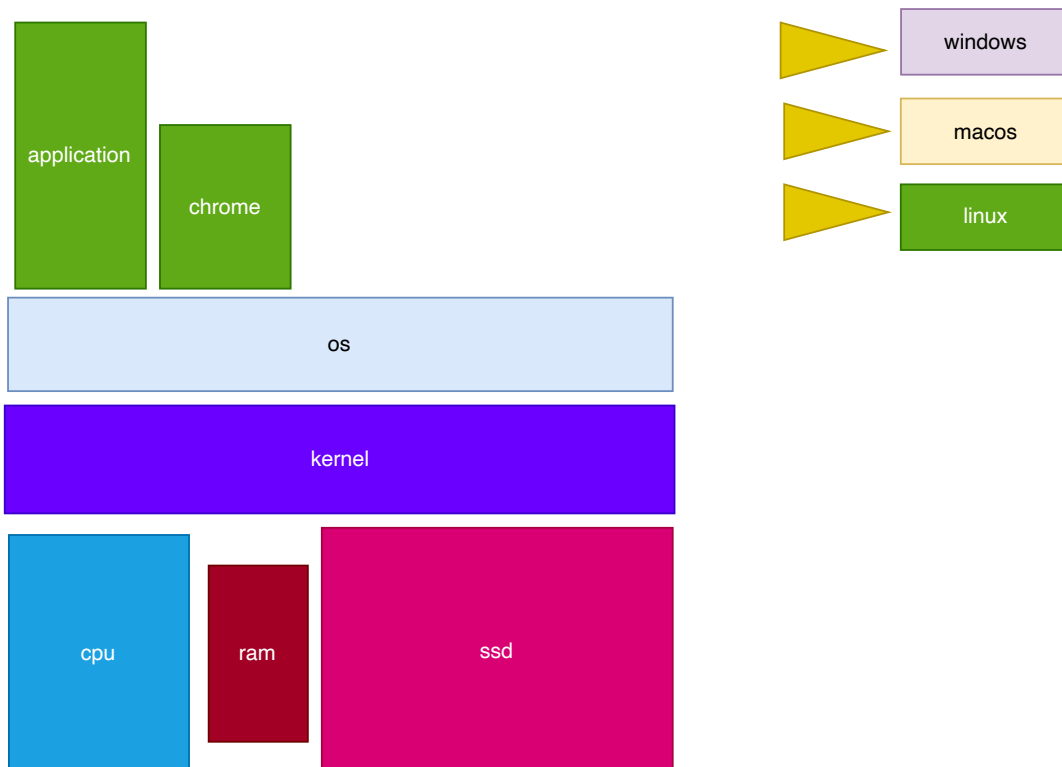 windows
macos
linux
application
chrome
os
kernel
cpu
ram
ssd